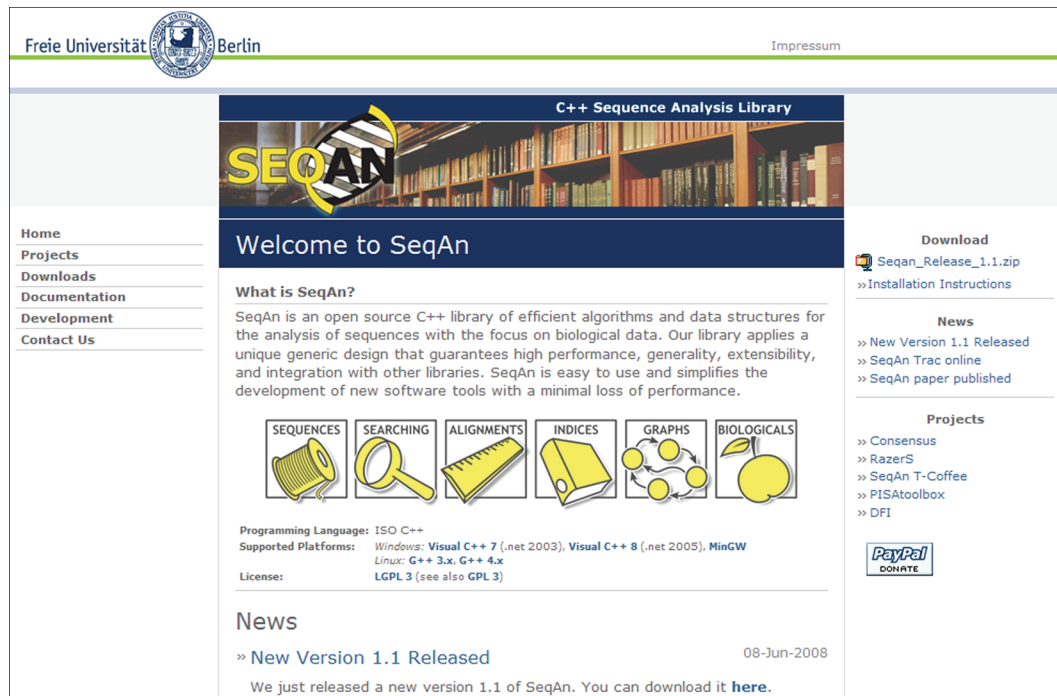 Freie Universität Berlin
Impressum
C++ Sequence Analysis Library
SEQAN
Home
Projects
Downloads
Documentation
Development
Contact Us
Welcome to SeqAn
What is SeqAn?
SeqAn is an open source C++ library of efficient algorithms and data structures for
the analysis of sequences with the focus on biological data. Our library applies a
unique generic design that guarantees high performance, generality, extensibility,
and integration with other libraries. SeqAn is easy to use and simplifies the
development of new software tools with a minimal loss of performance.
SEQUENCES SEARCHING ALIGNMENTS INDICES GRAPHS BIOLOGICALS
Programming Language: ISO C++
Supported Platforms: Windows: Visual C++ 7 (.net 2003), Visual C++ 8 (.net 2005), MinGW
Linux: G++ 3.x, G++ 4.x
License: LGPL 3 (see also GPL 3)
News
» New Version 1.1 Released 08-Jun-2008
We just released a new version 1.1 of SeqAn. You can download it here.
Download
Seqan_Release_1.1.zip
» Installation Instructions
News
» New Version 1.1 Released
» SeqAn Trac online
» SeqAn paper published
Projects
» Consensus
» RazerS
» SeqAn T-Coffee
» PISAtoolbox
» DFI
PayPal
DONATE